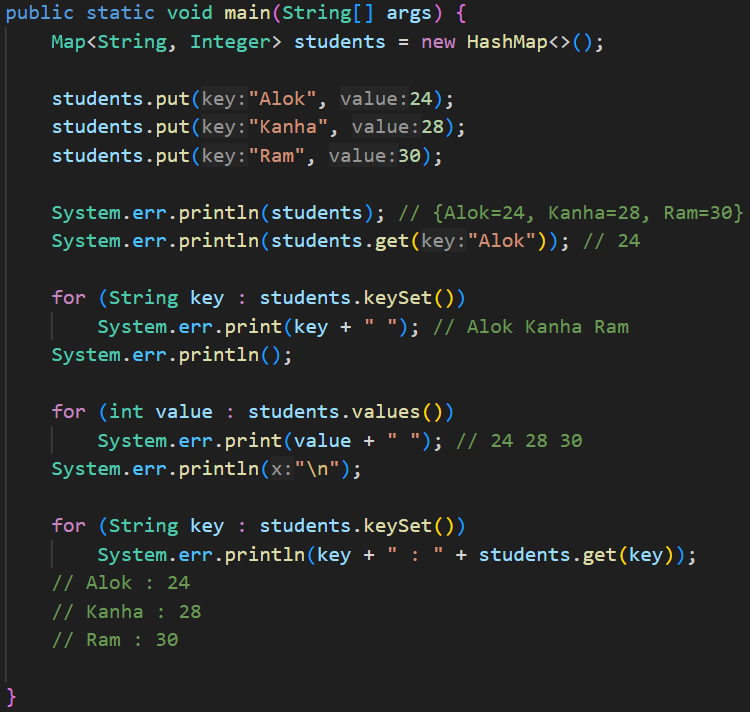 public static void main(String[] args) {
    Map<String, Integer> students = new HashMap<>();

    students.put(key:"Alok", value:24);
    students.put(key:"Kanha", value:28);
    students.put(key:"Ram", value:30);

    System.err.println(students); // {Alok=24, Kanha=28, Ram=30}
    System.err.println(students.get(key:"Alok")); // 24

    for (String key : students.keySet())
        System.err.print(key + " "); // Alok Kanha Ram
    System.err.println();

    for (int value : students.values())
        System.err.print(value + " "); // 24 28 30
    System.err.println(x:"\n");

    for (String key : students.keySet())
        System.err.println(key + " : " + students.get(key));
    // Alok : 24
    // Kanha : 28
    // Ram : 30

}